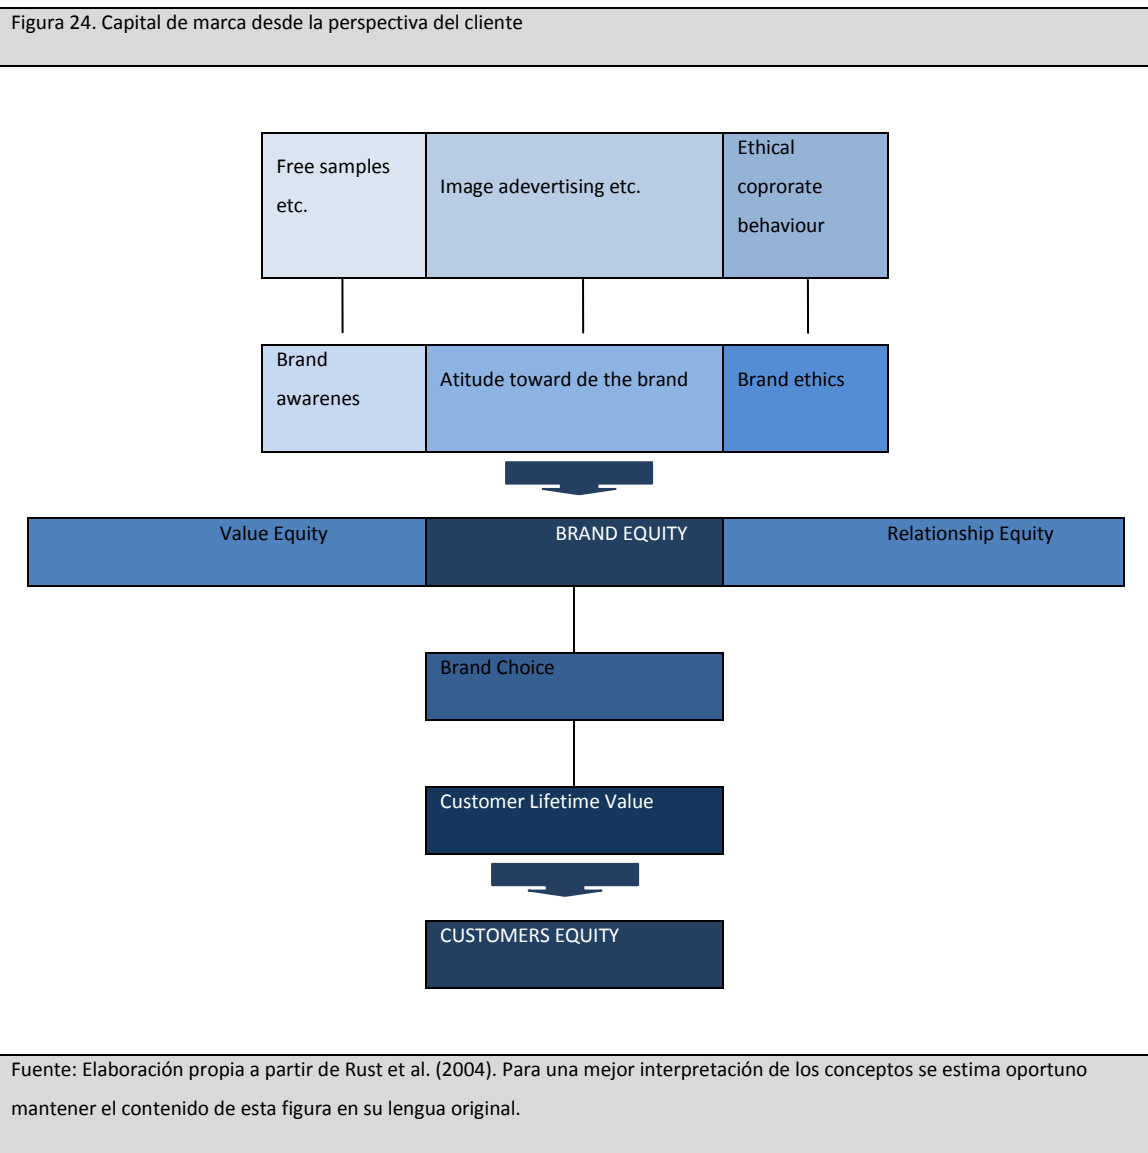 Figura 24. Capital de marca desde la perspectiva del cliente
Free samples
etc.
Image adevertising etc.
Ethical
coprorate
behaviour
Brand
awarenes
Atitude toward de the brand
Brand ethics
Value Equity
BRAND EQUITY
Relationship Equity
Brand Choice
Customer Lifetime Value
CUSTOMERS EQUITY
Fuente: Elaboración propia a partir de Rust et al. (2004). Para una mejor interpretación de los conceptos se estima oportuno
mantener el contenido de esta figura en su lengua original.